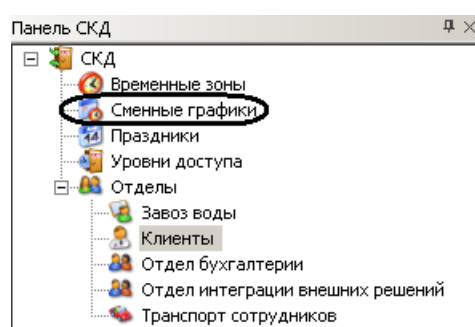 Панель СКД
СКД
Временные зоны
Сменные графики
Праздники
Уровни доступа
Отделы
Завоз воды
Клиенты
Отдел бухгалтерии
Отдел интеграции внешних решений
Транспорт сотрудников